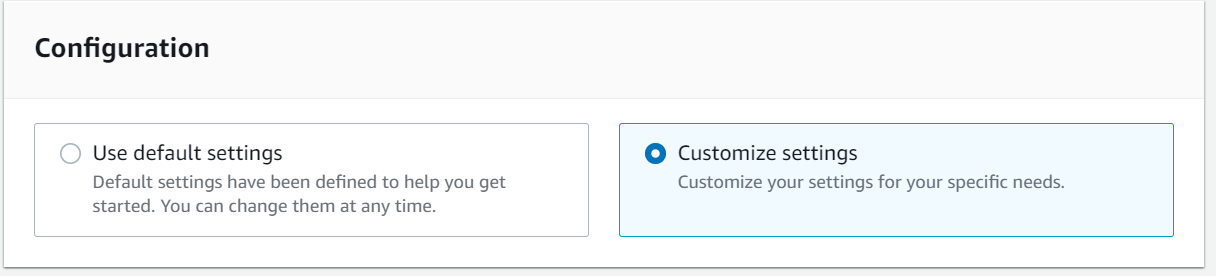 Configuration
Use default settings
Default settings have been defined to help you get
started. You can change them at any time.
Customize settings
Customize your settings for your specific needs.